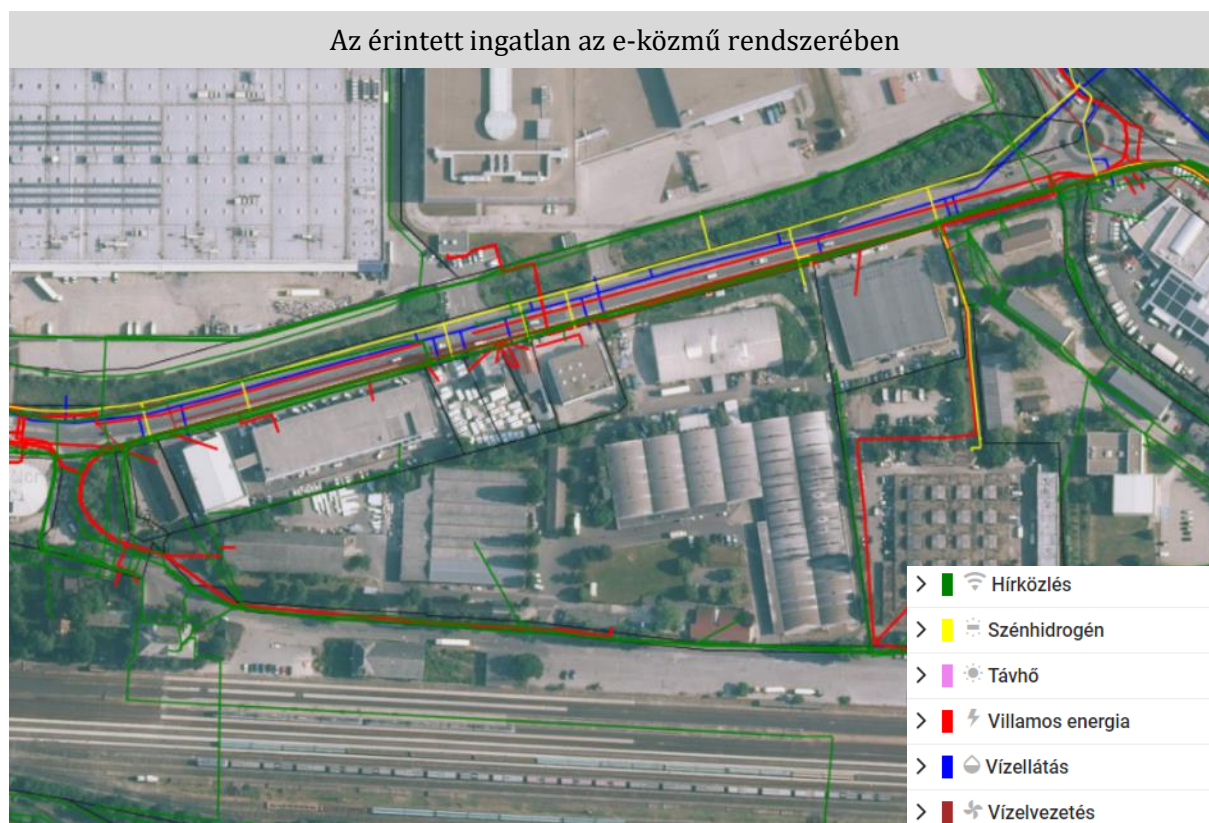 Az érintett ingatlan az e-közmű rendszerében
Hírközlés
Szénhidrogén
Távhő
Villamos energia
Vízellátás
Vízelvezetés